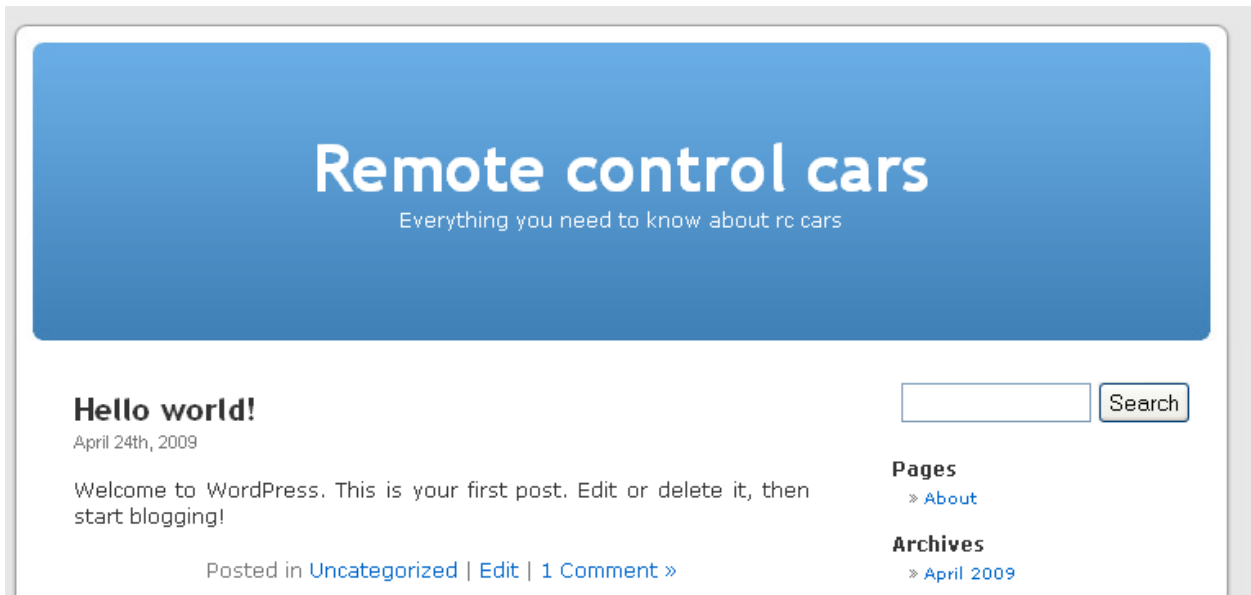 Remote control cars
Everything you need to know about rc cars
Hello world!
April 24th, 2009
Welcome to WordPress. This is your first post. Edit or delete it, then
start blogging!
Posted in Uncategorized | Edit | 1 Comment »
Search
Pages
» About
Archives
» April 2009